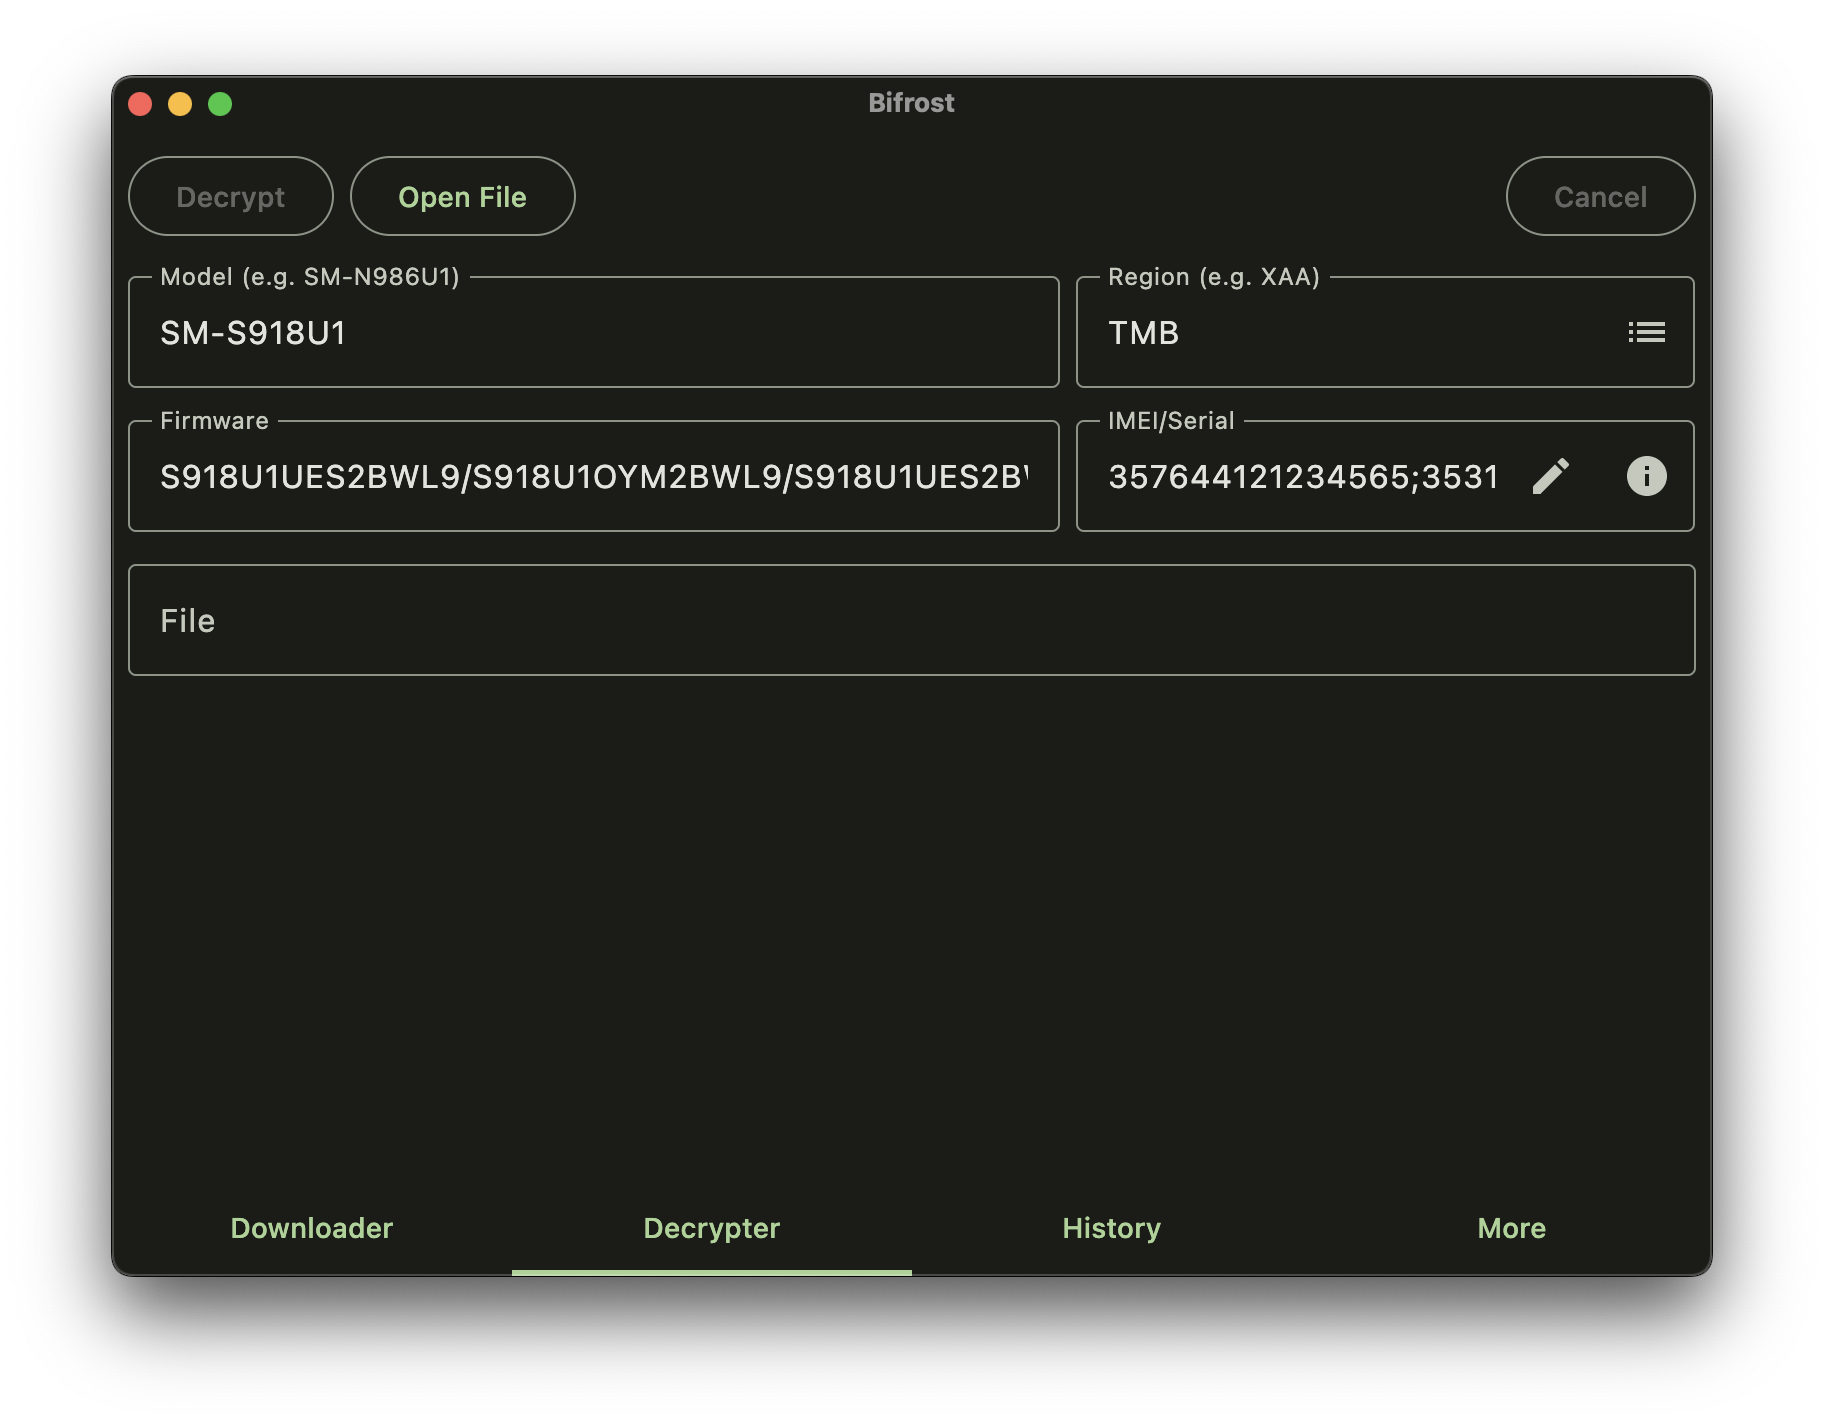 Bifrost
Decrypt Open File Cancel
Model (e.g. SM-N986U1) Region (e.g. XAA)
SM-S918U1 TMB
Firmware IMEI/Serial
S918U1UES2BWL9/S918U1OYM2BWL9/S918U1UES2B 357644121234565;3531
File
Downloader Decrypter History More